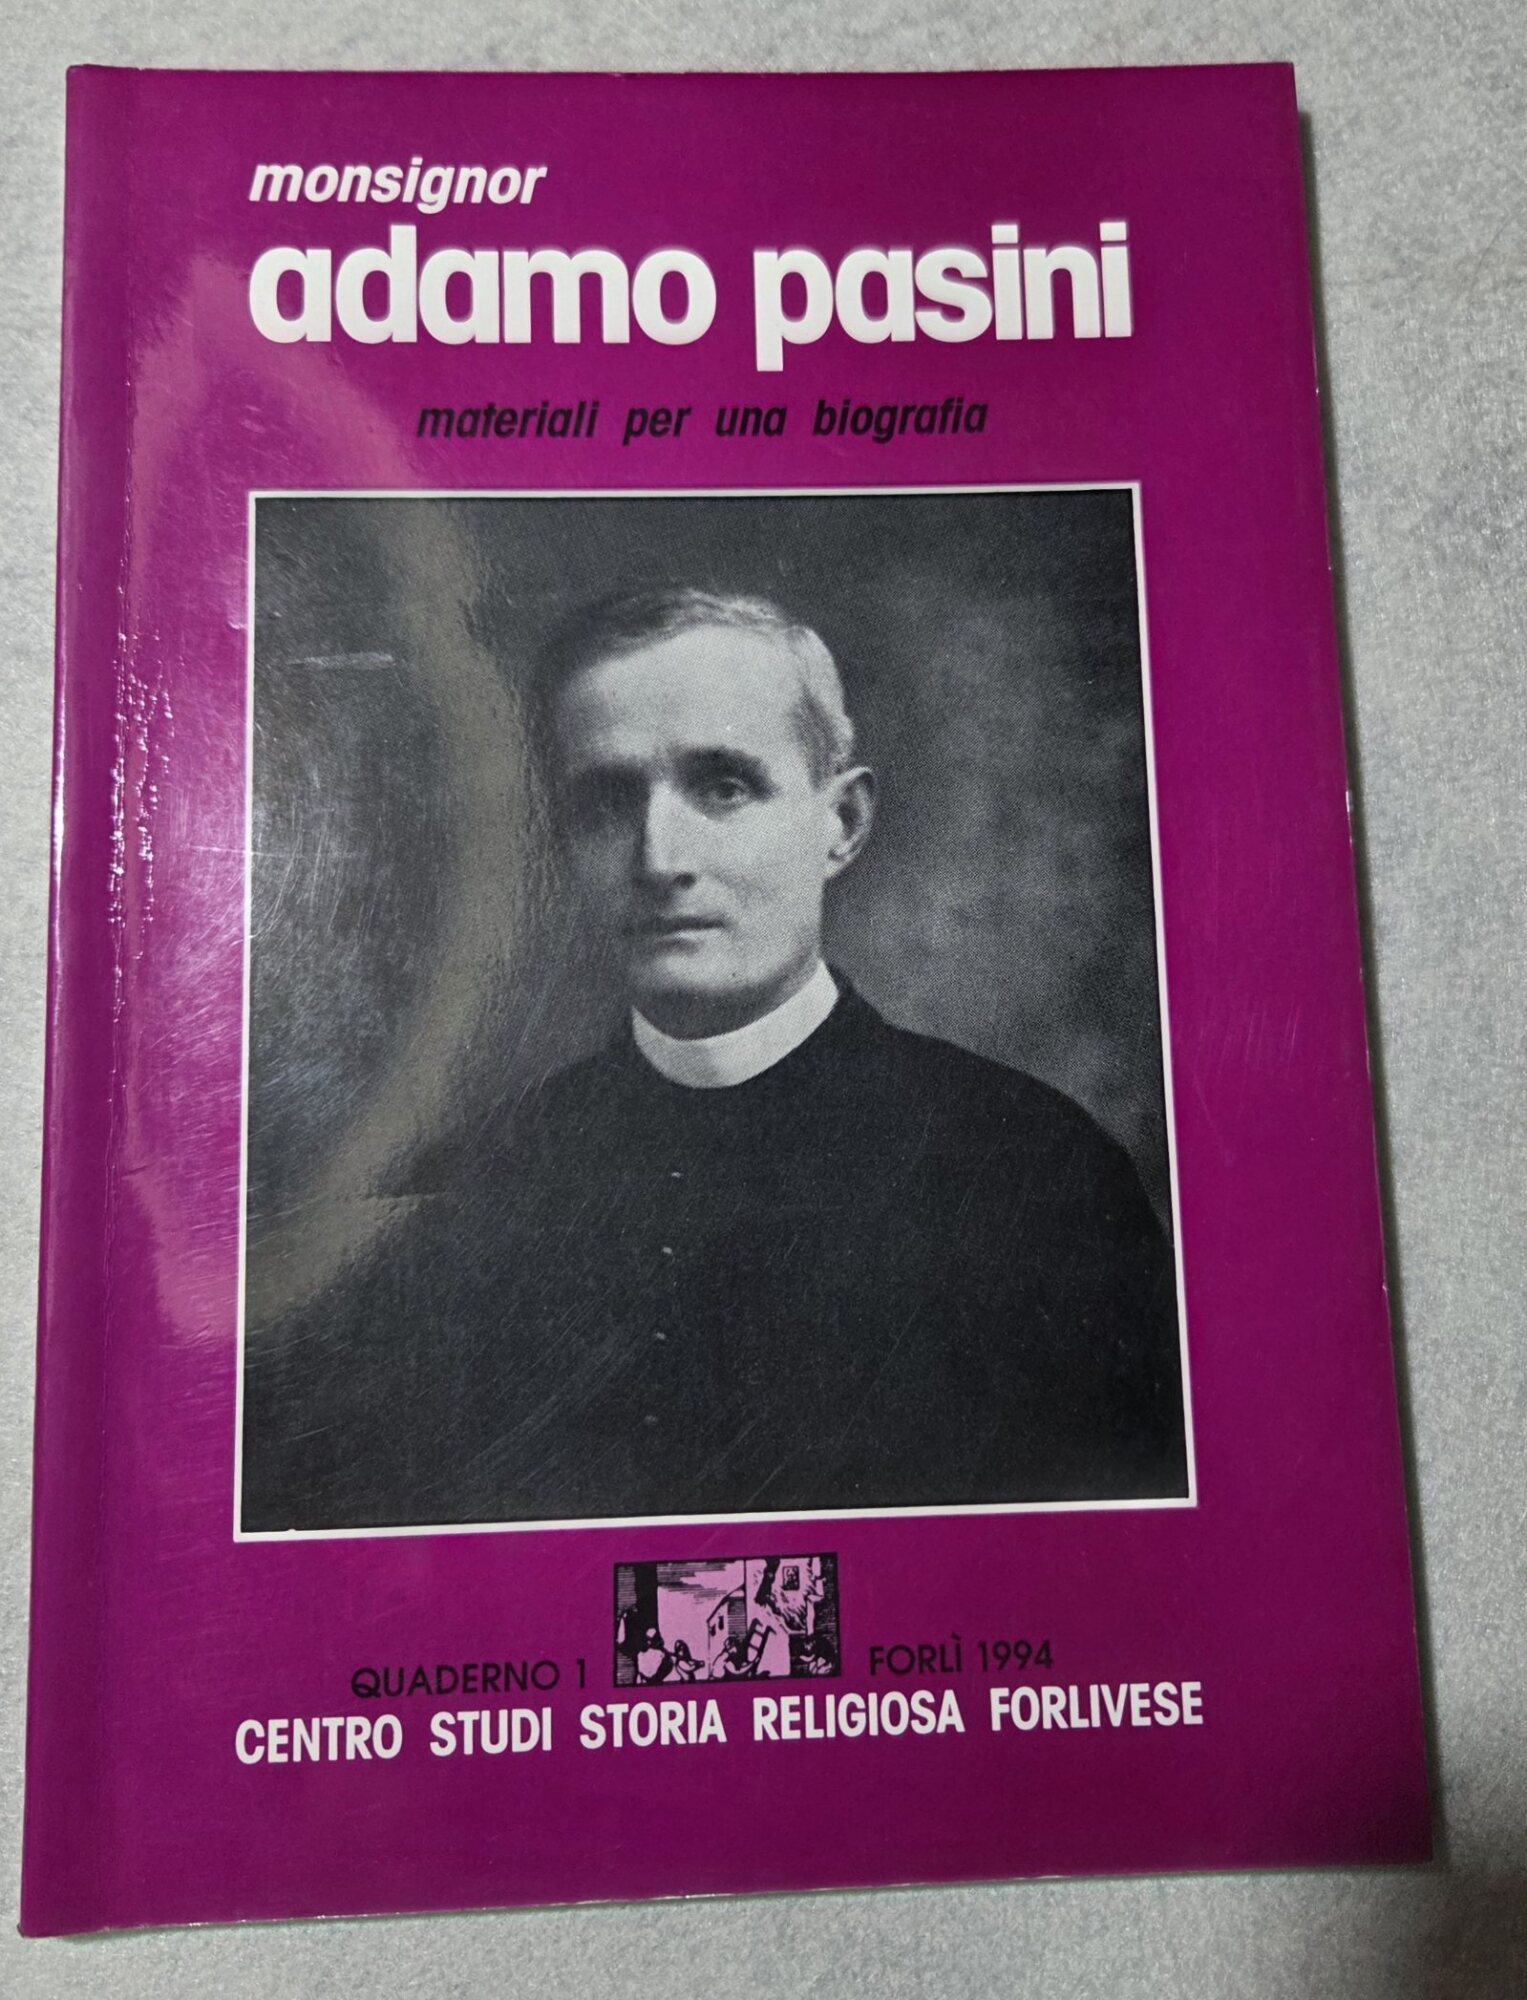 monsignor
adamo pasini
materiali per una biografia
QUADERNO 1 FORLÌ 1994
CENTRO STUDI STORIA RELIGIOSA FORLIVESE